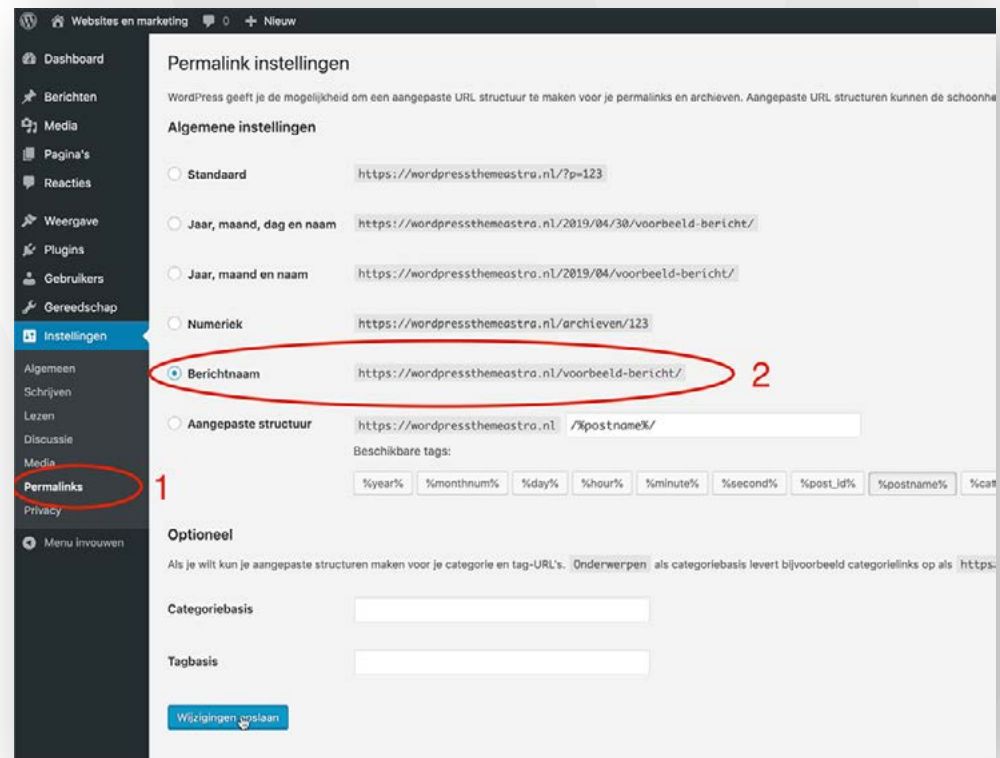 Websites en marketing 0 + Nieuw
Dashboard
Berichten
Media
Pagina's
Reacties
Weergave
Plugins
Gebruikers
Gereedschap
Instellingen
Algemeen
Schrijven
Lezen
Discussie
Media
Permalinks 1
Privacy
Menu invouwen
Permalink instellingen
WordPress geeft je de mogelijkheid om een aangepaste URL structuur te maken voor je permalinks en archieven. Aangepaste URL structuren kunnen de schoonhe
Algemene instellingen
Standaard https://wordpressthemeastra.nl/?p=123
Jaar, maand, dag en naam https://wordpressthemeastra.nl/2019/04/30/voorbeeld-bericht/
Jaar, maand en naam https://wordpressthemeastra.nl/2019/04/voorbeeld-bericht/
Numeriek https://wordpressthemeastra.nl/archieven/123
Berichtnaam https://wordpressthemeastra.nl/voorbeeld-bericht/ 2
Aangepaste structuur https://wordpressthemeastra.nl /%postname%/
Beschikbare tags:
%year% %monthnum% %day% %hour% %minute% %second% %post_id% %postname% %cat
Optioneel
Als je wilt kun je aangepaste structuren maken voor je categorie en tag-URL's. Onderwerpen als categoriebasis levert bijvoorbeeld categorielinks op als https.
Categoriebasis
Tagbasis
Wijzigingen opslaan